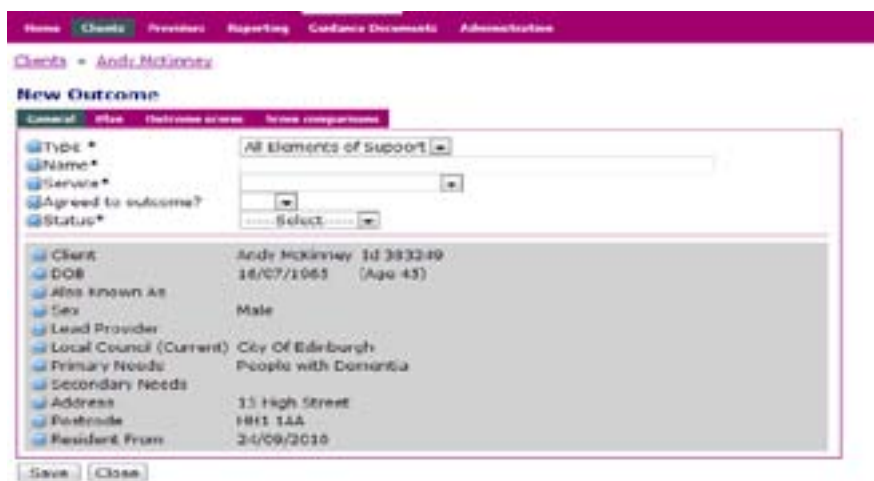 Home Clients Providers Reporting Guidance Documents Administration
Clients » Andy McKinney
New Outcome
General Plan Outcome scores Score comparisons
Type * All Elements of Support
Name*
Service*
Agreed to outcome?
Status* -----Select-----
Client Andy McKinney Id 383249
DOB 16/07/1965 (Age 45)
Also Known As
Sex Male
Lead Provider
Local Council (Current) City Of Edinburgh
Primary Needs People with Dementia
Secondary Needs
Address 13 High Street
Postcode HH1 1AA
Resident From 24/09/2010
Save Close